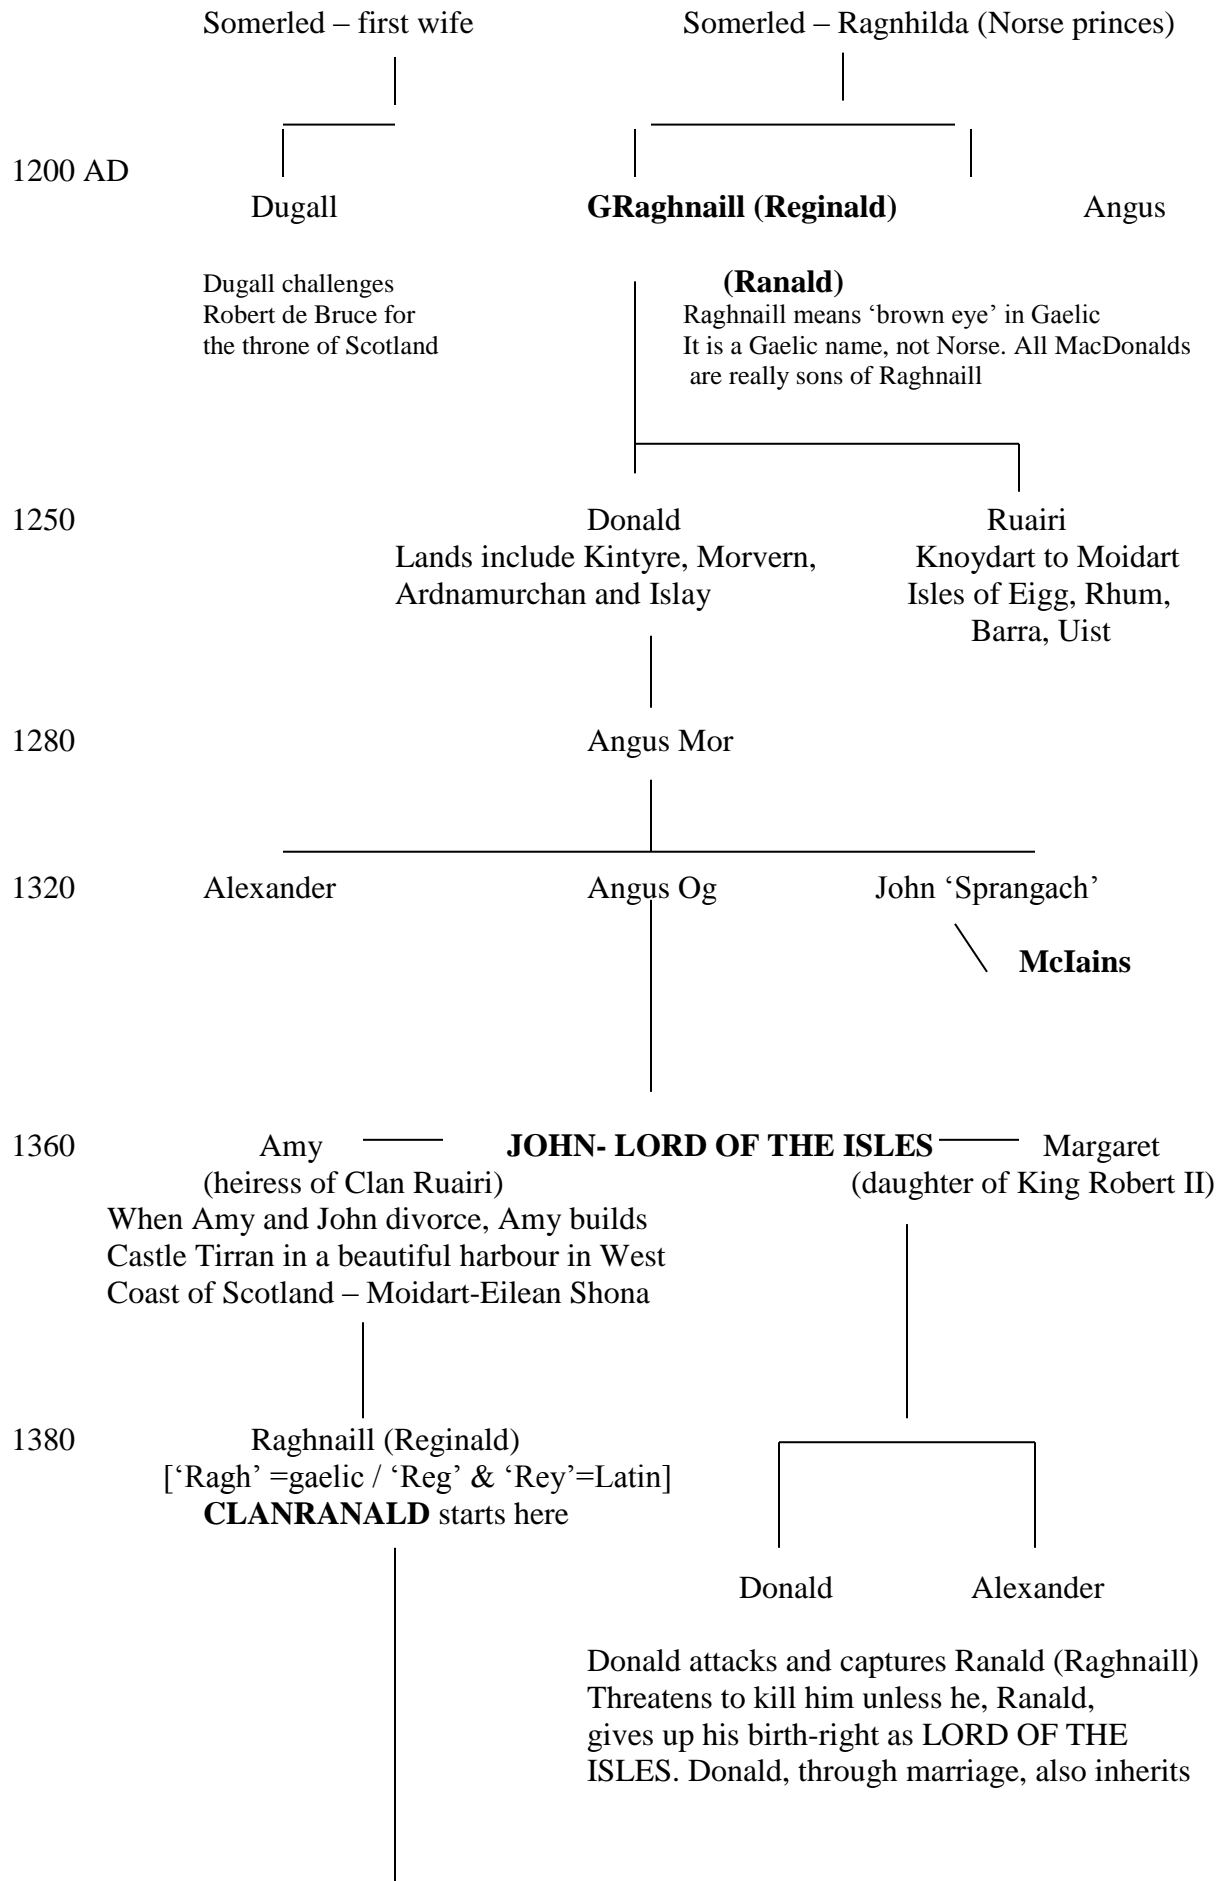 Somerled – first wife Somerled – Ragnhilda (Norse princes)
1200 AD
Dugall GRaghnaill (Reginald) Angus
Dugall challenges (Ranald)
Robert de Bruce for Raghnaill means ‘brown eye’ in Gaelic
the throne of Scotland It is a Gaelic name, not Norse. All MacDonalds
are really sons of Raghnaill
1250 Donald Ruairi
Lands include Kintyre, Morvern, Knoydart to Moidart
Ardnamurchan and Islay Isles of Eigg, Rhum,
Barra, Uist
1280 Angus Mor
1320 Alexander Angus Og John ‘Sprangach’
McIains
1360 Amy JOHN- LORD OF THE ISLES Margaret
(heiress of Clan Ruairi) (daughter of King Robert II)
When Amy and John divorce, Amy builds
Castle Tirran in a beautiful harbour in West
Coast of Scotland – Moidart-Eilean Shona
1380 Raghnaill (Reginald)
[‘Ragh’ =gaelic / ‘Reg’ & ‘Rey’=Latin]
CLANRANALD starts here
Donald Alexander
Donald attacks and captures Ranald (Raghnaill)
Threatens to kill him unless he, Ranald,
gives up his birth-right as LORD OF THE
ISLES. Donald, through marriage, also inherits